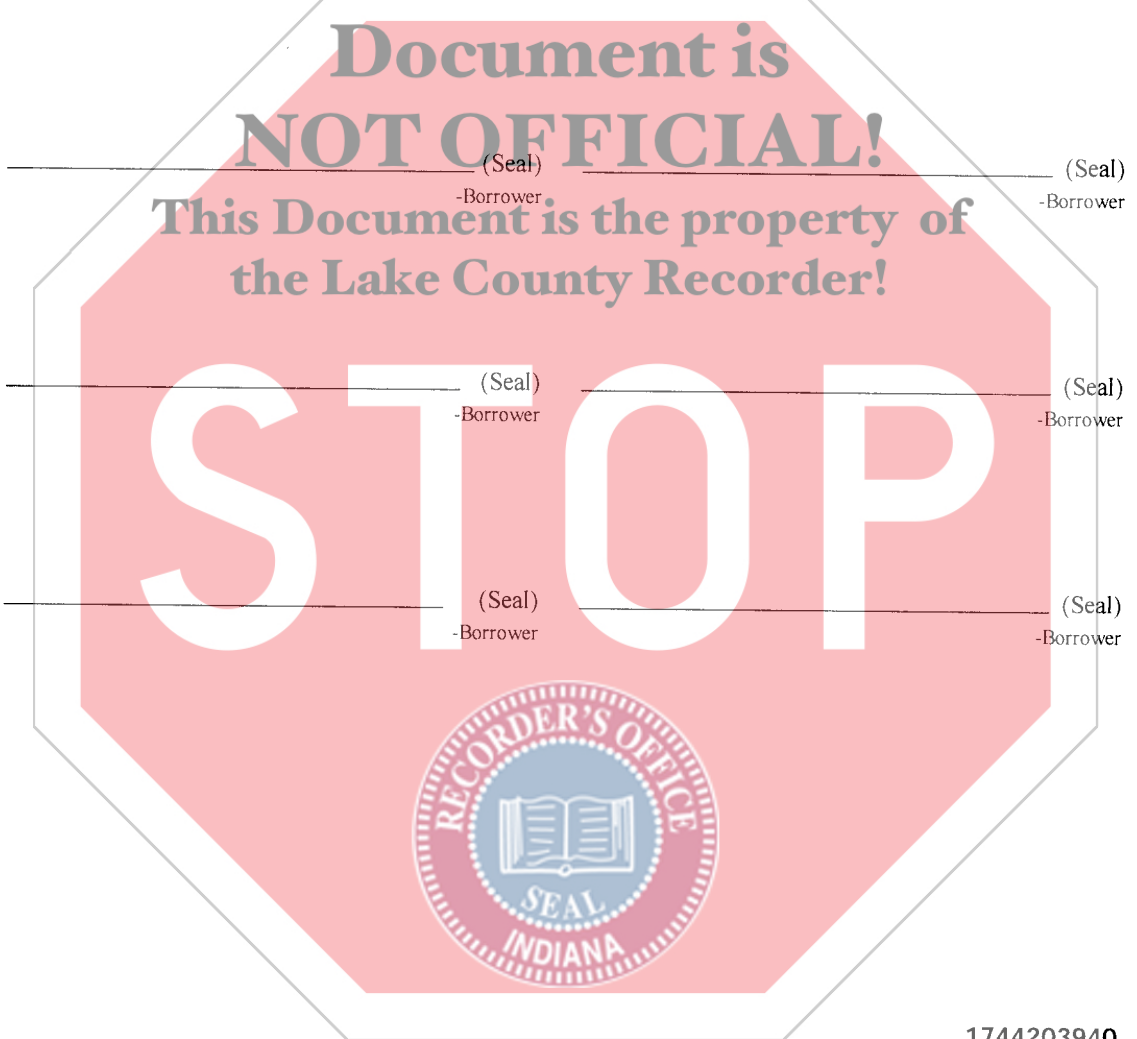 Document is
NOT OFFICIAL!
(Seal) (Seal)
-Borrower -Borrower
This Document is the property of
the Lake County Recorder!
(Seal) (Seal)
-Borrower -Borrower
STOP
(Seal) (Seal)
-Borrower -Borrower
RECORDER'S OFFICE
SEAL
INDIANA
1744203940